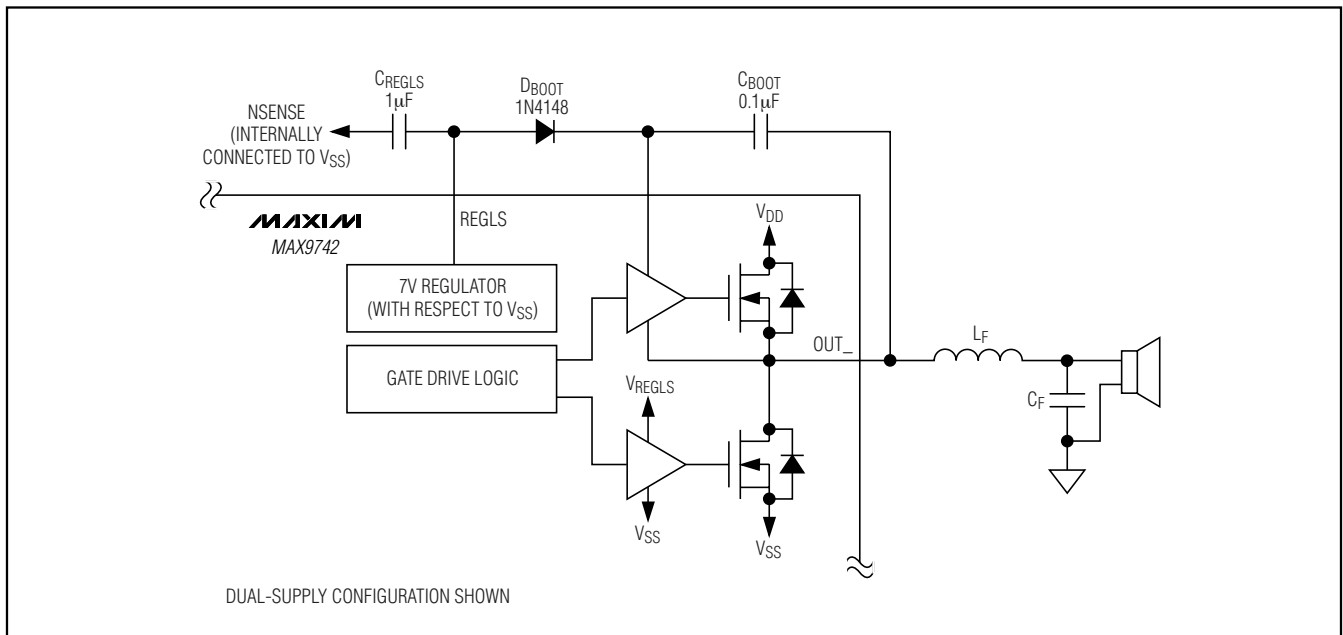 CREGLS
1μF
DBOOT
1N4148
CBOOT
0.1μF
NSENSE
(INTERNALLY
CONNECTED TO VSS)
MAXIM
MAX9742
REGLS
7V REGULATOR
(WITH RESPECT TO VSS)
GATE DRIVE LOGIC
VDD
OUT_
LF
CF
VREGLS
VSS
VSS
DUAL-SUPPLY CONFIGURATION SHOWN